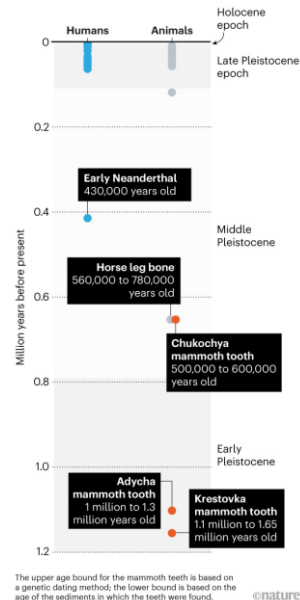 Holocene
epoch
Humans
Animals
0
Late Pleistocene
epoch
0.2
Early Neanderthal
430,000 years old
0.4
Middle
Pleistocene
Horse leg bone
560,000 to 780,000
years old
0.6
Chukochya
mammoth tooth
500,000 to 600,000
years old
0.8
Million years before present
Early
Pleistocene
1.0
Adycha
mammoth tooth
1 million to 1.3
million years old
Krestovka
mammoth tooth
1.1 million to 1.65
million years old
1.2
The upper age bound for the mammoth teeth is based on
a genetic dating method; the lower bound is based on the
age of the sediments in which the teeth were found.
©nature